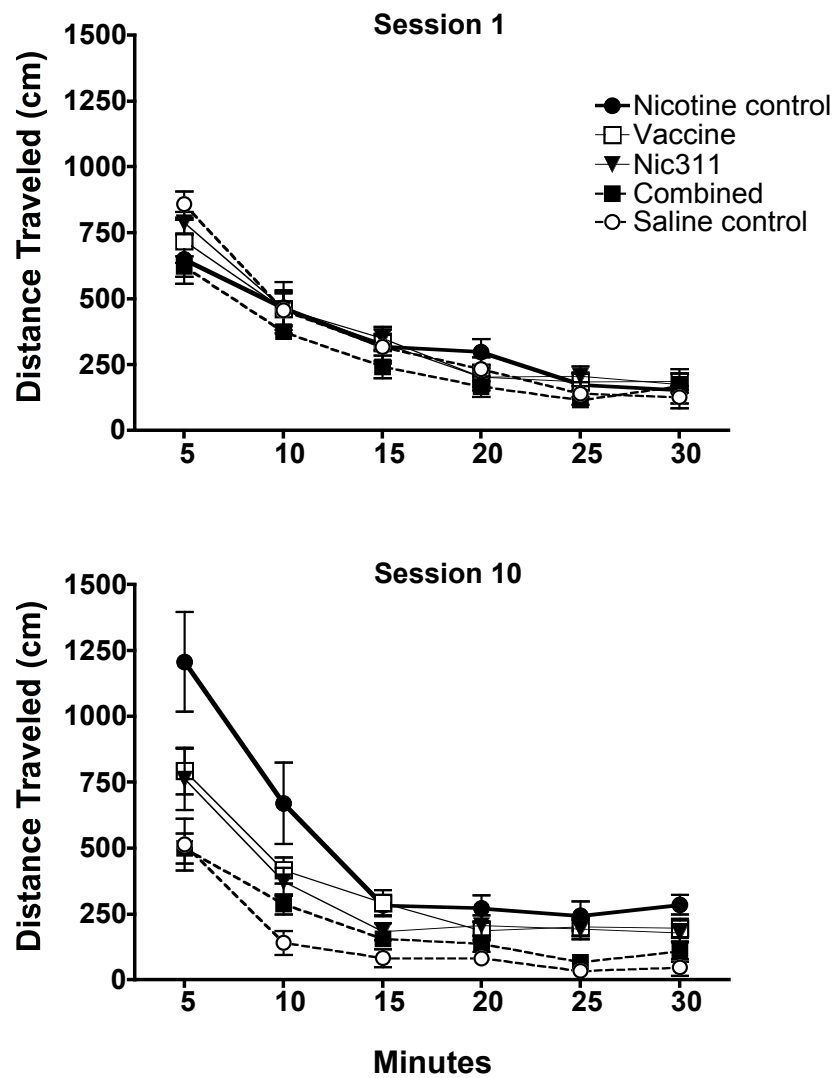 Session 1
Distance Traveled (cm)
1500
1250
1000
750
500
250
0
5 10 15 20 25 30
Nicotine control
Vaccine
Nic311
Combined
Saline control
Session 10
Distance Traveled (cm)
1500
1250
1000
750
500
250
0
5 10 15 20 25 30
Minutes